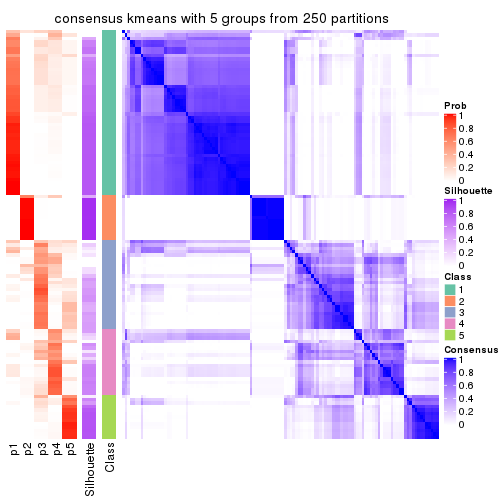 consensus kmeans with 5 groups from 250 partitions
Prob
1
0.8
0.6
0.4
0.2
0
Silhouette
1
0.8
0.6
0.4
0.2
0
Class
1
2
3
4
5
Consensus
1
0.8
0.6
0.4
0.2
0
p1
p2
p3
p4
p5
Silhouette
Class